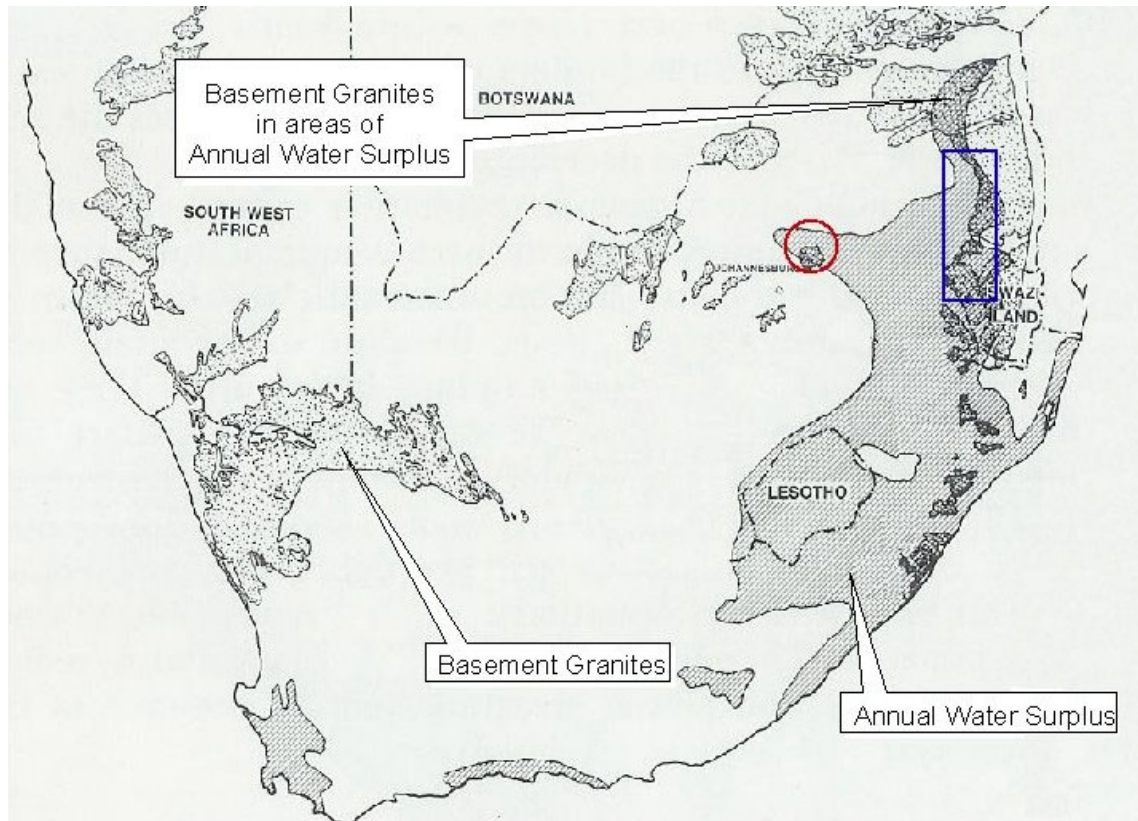 Basement Granites
in areas of
Annual Water Surplus
BOTSWANA
SOUTH WEST
AFRICA
JOHANNESBURG
SWAZI
LAND
LESOTHO
Basement Granites
Annual Water Surplus